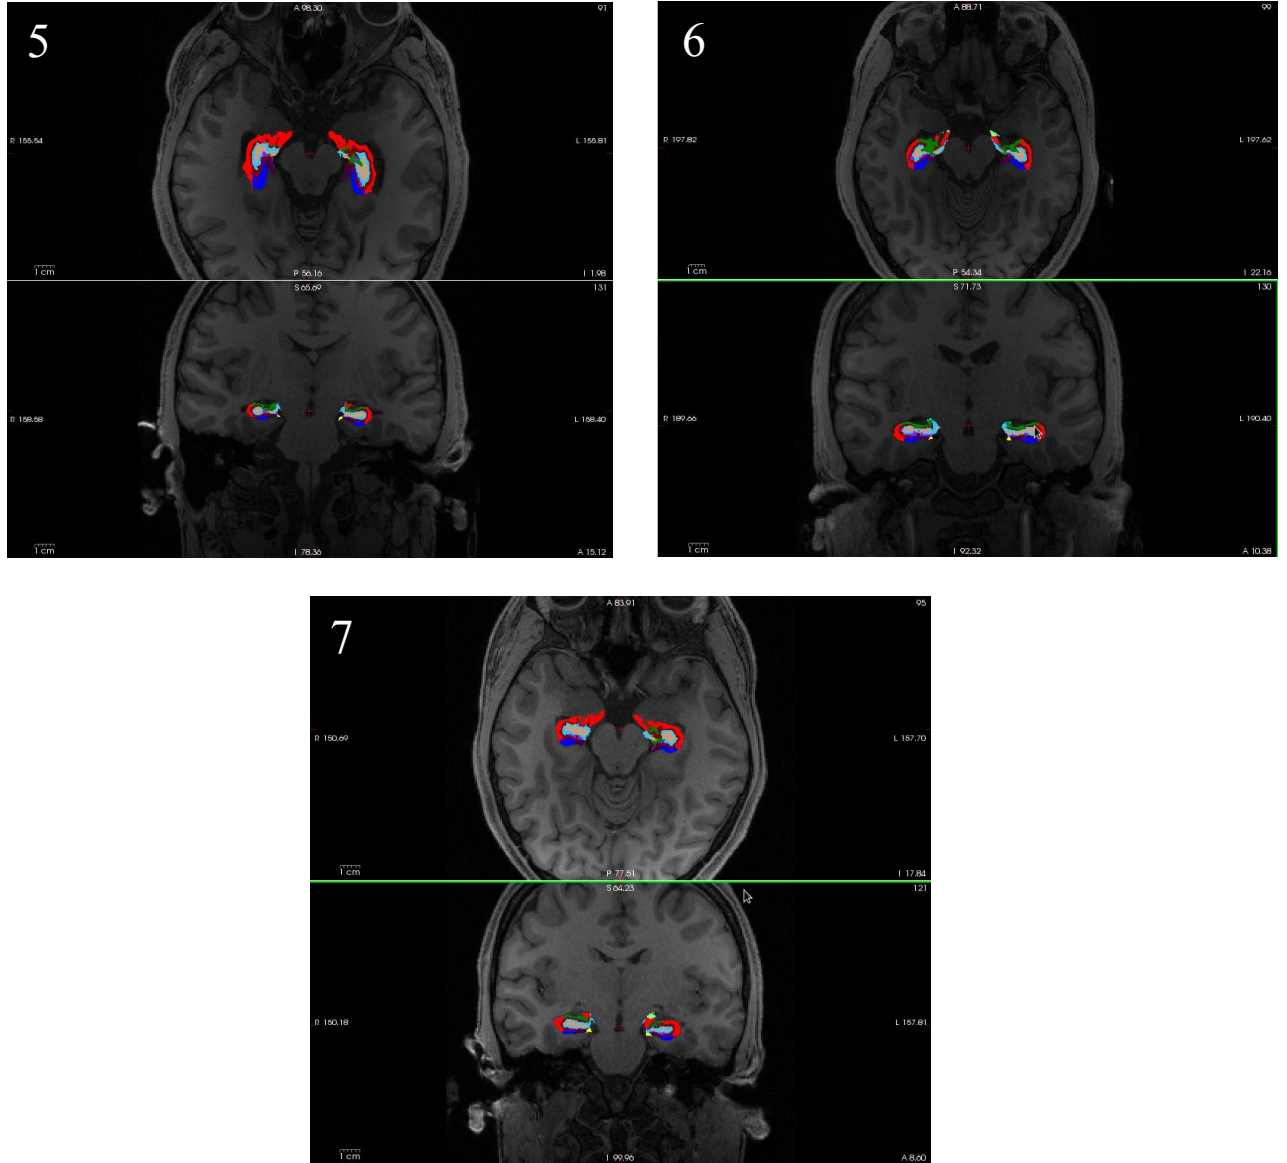 5
A 98.30
91
R 155.54
L 155.81
1 cm
P 56.16
I 1.98
S 65.69
131
R 158.58
L 158.40
1 cm
I 78.36
A 15.12
6
A 88.71
99
R 197.82
L 197.62
1 cm
P 54.34
I 22.16
S 71.73
130
R 189.66
L 190.40
1 cm
I 92.32
A 10.38
7
A 83.91
95
R 150.69
L 157.70
1 cm
P 77.51
I 17.84
S 64.23
121
R 150.18
L 157.81
1 cm
I 99.96
A 8.60